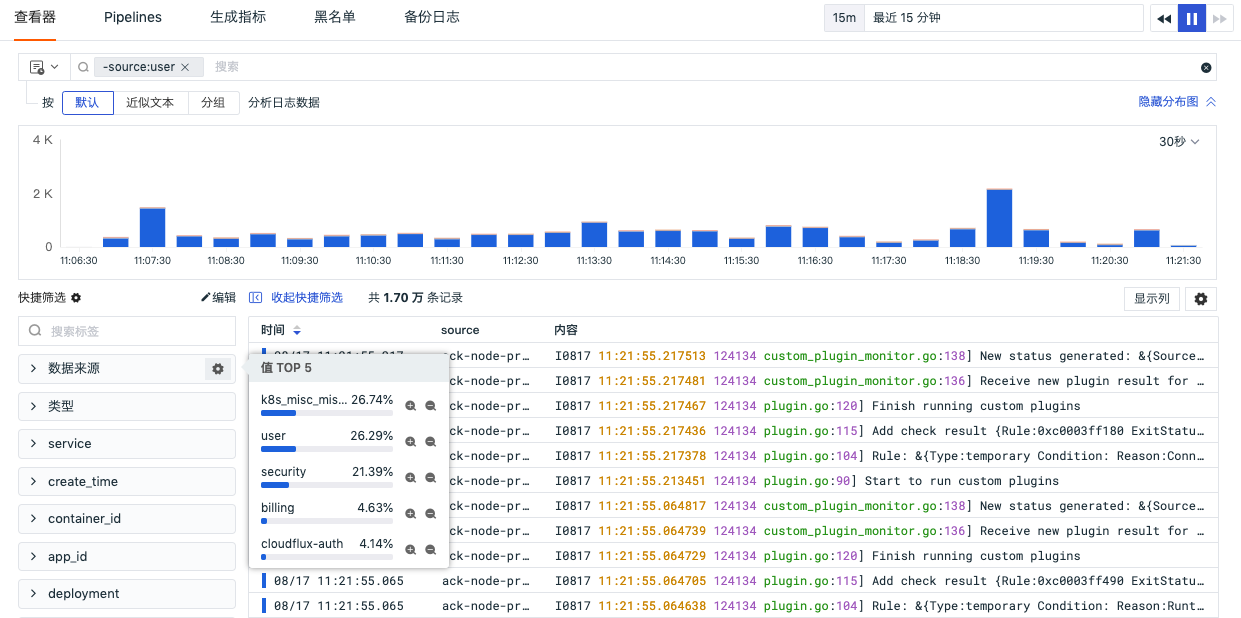 查看器 Pipelines 生成指标 黑名单 备份日志 15m 最近 15 分钟
-source:user 搜索
按 默认 近似文本 分组 分析日志数据 隐藏分布图
4 K 30秒
2 K
0
11:06:30 11:07:30 11:08:30 11:09:30 11:10:30 11:11:30 11:12:30 11:13:30 11:14:30 11:15:30 11:16:30 11:17:30 11:18:30 11:19:30 11:20:30 11:21:30
快捷筛选 编辑 收起快捷筛选 共 1.70 万 条记录 显示列
搜索标签
数据来源
类型
service
create_time
container_id
app_id
deployment
值 TOP 5
k8s_misc_mis... 26.74%
user 26.29%
security 21.39%
billing 4.63%
cloudflux-auth 4.14%
时间 source 内容
ck-node-pr… I0817 11:21:55.217513 124134 custom_plugin_monitor.go:138] New status generated: &{Source…
ck-node-pr… I0817 11:21:55.217481 124134 custom_plugin_monitor.go:136] Receive new plugin result for …
ck-node-pr… I0817 11:21:55.217467 124134 plugin.go:120] Finish running custom plugins
ck-node-pr… I0817 11:21:55.217436 124134 plugin.go:115] Add check result {Rule:0xc0003ff180 ExitStatu…
ck-node-pr… I0817 11:21:55.217378 124134 plugin.go:104] Rule: &{Type:temporary Condition: Reason:Conn…
ck-node-pr… I0817 11:21:55.213451 124134 plugin.go:90] Start to run custom plugins
ck-node-pr… I0817 11:21:55.064817 124134 custom_plugin_monitor.go:138] New status generated: &{Source…
ck-node-pr… I0817 11:21:55.064739 124134 custom_plugin_monitor.go:136] Receive new plugin result for …
ck-node-pr… I0817 11:21:55.064729 124134 plugin.go:120] Finish running custom plugins
08/17 11:21:55.065 ack-node-pr… I0817 11:21:55.064705 124134 plugin.go:115] Add check result {Rule:0xc0003ff490 ExitStatu…
08/17 11:21:55.065 ack-node-pr… I0817 11:21:55.064638 124134 plugin.go:104] Rule: &{Type:temporary Condition: Reason:Runt…